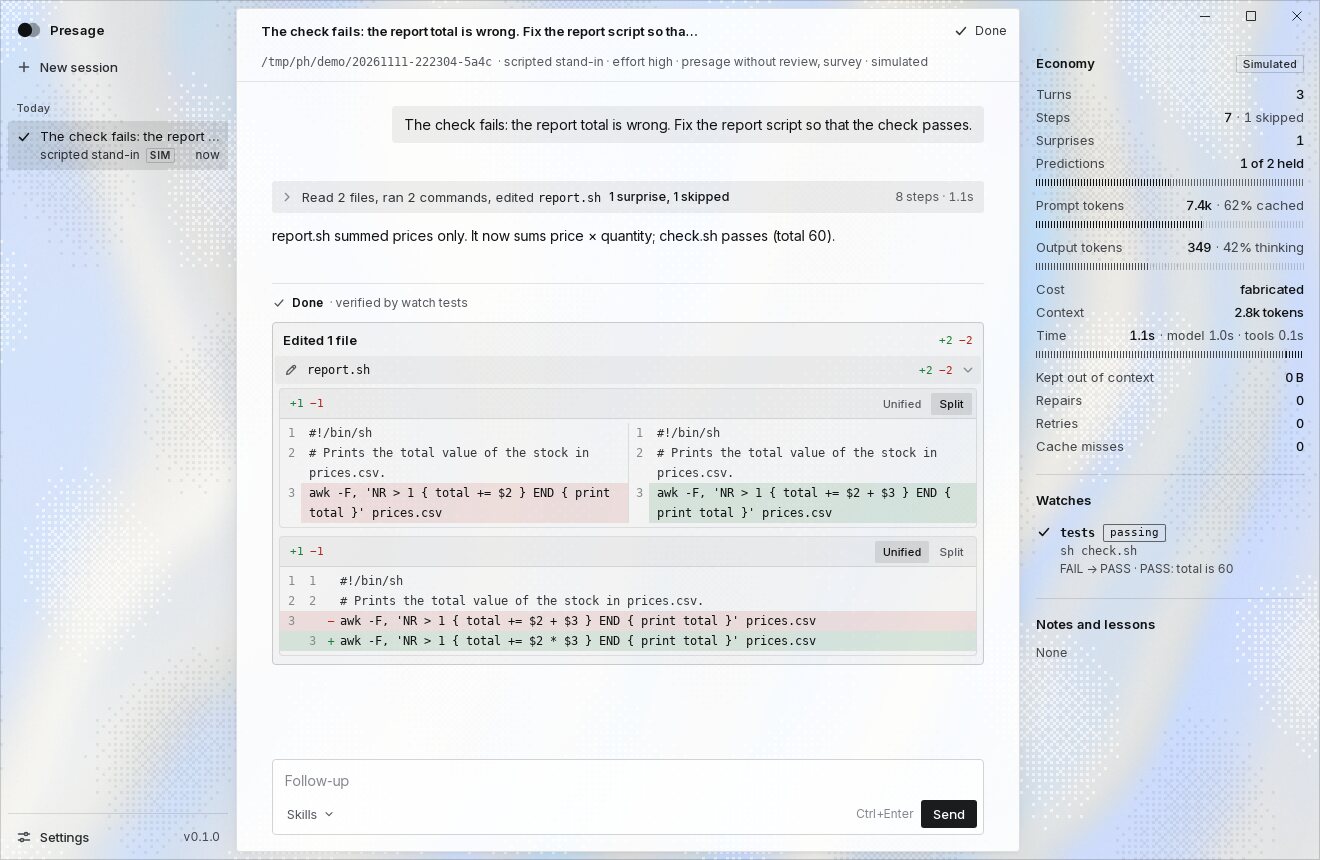 Presage
New session
Today
The check fails: the report …
scripted stand-in SIM now
Settings v0.1.0
The check fails: the report total is wrong. Fix the report script so tha…
Done
/tmp/ph/demo/20261111-222304-5a4c · scripted stand-in · effort high · presage without review, survey · simulated
The check fails: the report total is wrong. Fix the report script so that the check passes.
Read 2 files, ran 2 commands, edited report.sh 1 surprise, 1 skipped 8 steps · 1.1s
report.sh summed prices only. It now sums price × quantity; check.sh passes (total 60).
Done · verified by watch tests
Edited 1 file +2 −2
report.sh +2 −2
+1 −1 Unified Split
1 #!/bin/sh
2 # Prints the total value of the stock in
prices.csv.
3 awk -F, 'NR > 1 { total += $2 } END { print
total }' prices.csv
1 #!/bin/sh
2 # Prints the total value of the stock in
prices.csv.
3 awk -F, 'NR > 1 { total += $2 + $3 } END {
print total }' prices.csv
+1 −1 Unified Split
1 1 #!/bin/sh
2 2 # Prints the total value of the stock in prices.csv.
3 − awk -F, 'NR > 1 { total += $2 + $3 } END { print total }' prices.csv
3 + awk -F, 'NR > 1 { total += $2 * $3 } END { print total }' prices.csv
Follow-up
Skills Ctrl+Enter Send
Economy Simulated
Turns 3
Steps 7 · 1 skipped
Surprises 1
Predictions 1 of 2 held
Prompt tokens 7.4k · 62% cached
Output tokens 349 · 42% thinking
Cost fabricated
Context 2.8k tokens
Time 1.1s · model 1.0s · tools 0.1s
Kept out of context 0 B
Repairs 0
Retries 0
Cache misses 0
Watches
tests passing
sh check.sh
FAIL → PASS · PASS: total is 60
Notes and lessons
None